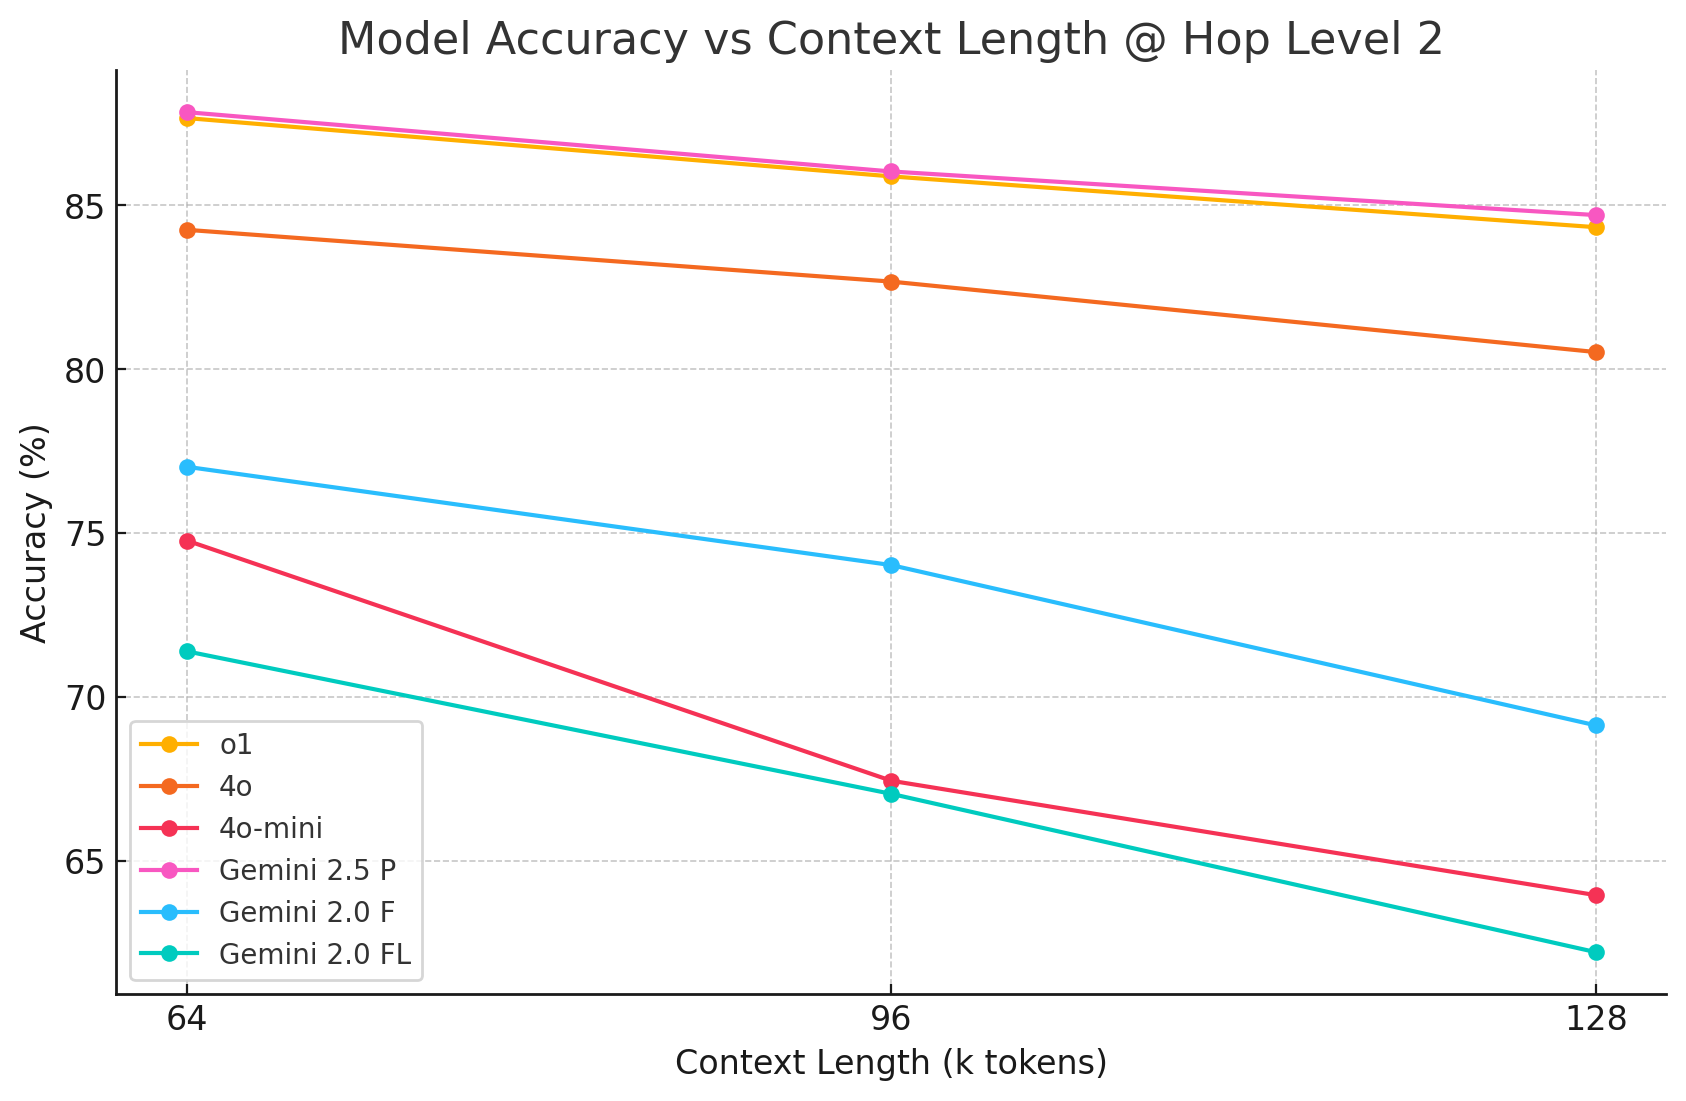 Model Accuracy vs Context Length @ Hop Level 2
Accuracy (%)
85
80
75
70
65
o1
4o
4o-mini
Gemini 2.5 P
Gemini 2.0 F
Gemini 2.0 FL
64
96
128
Context Length (k tokens)